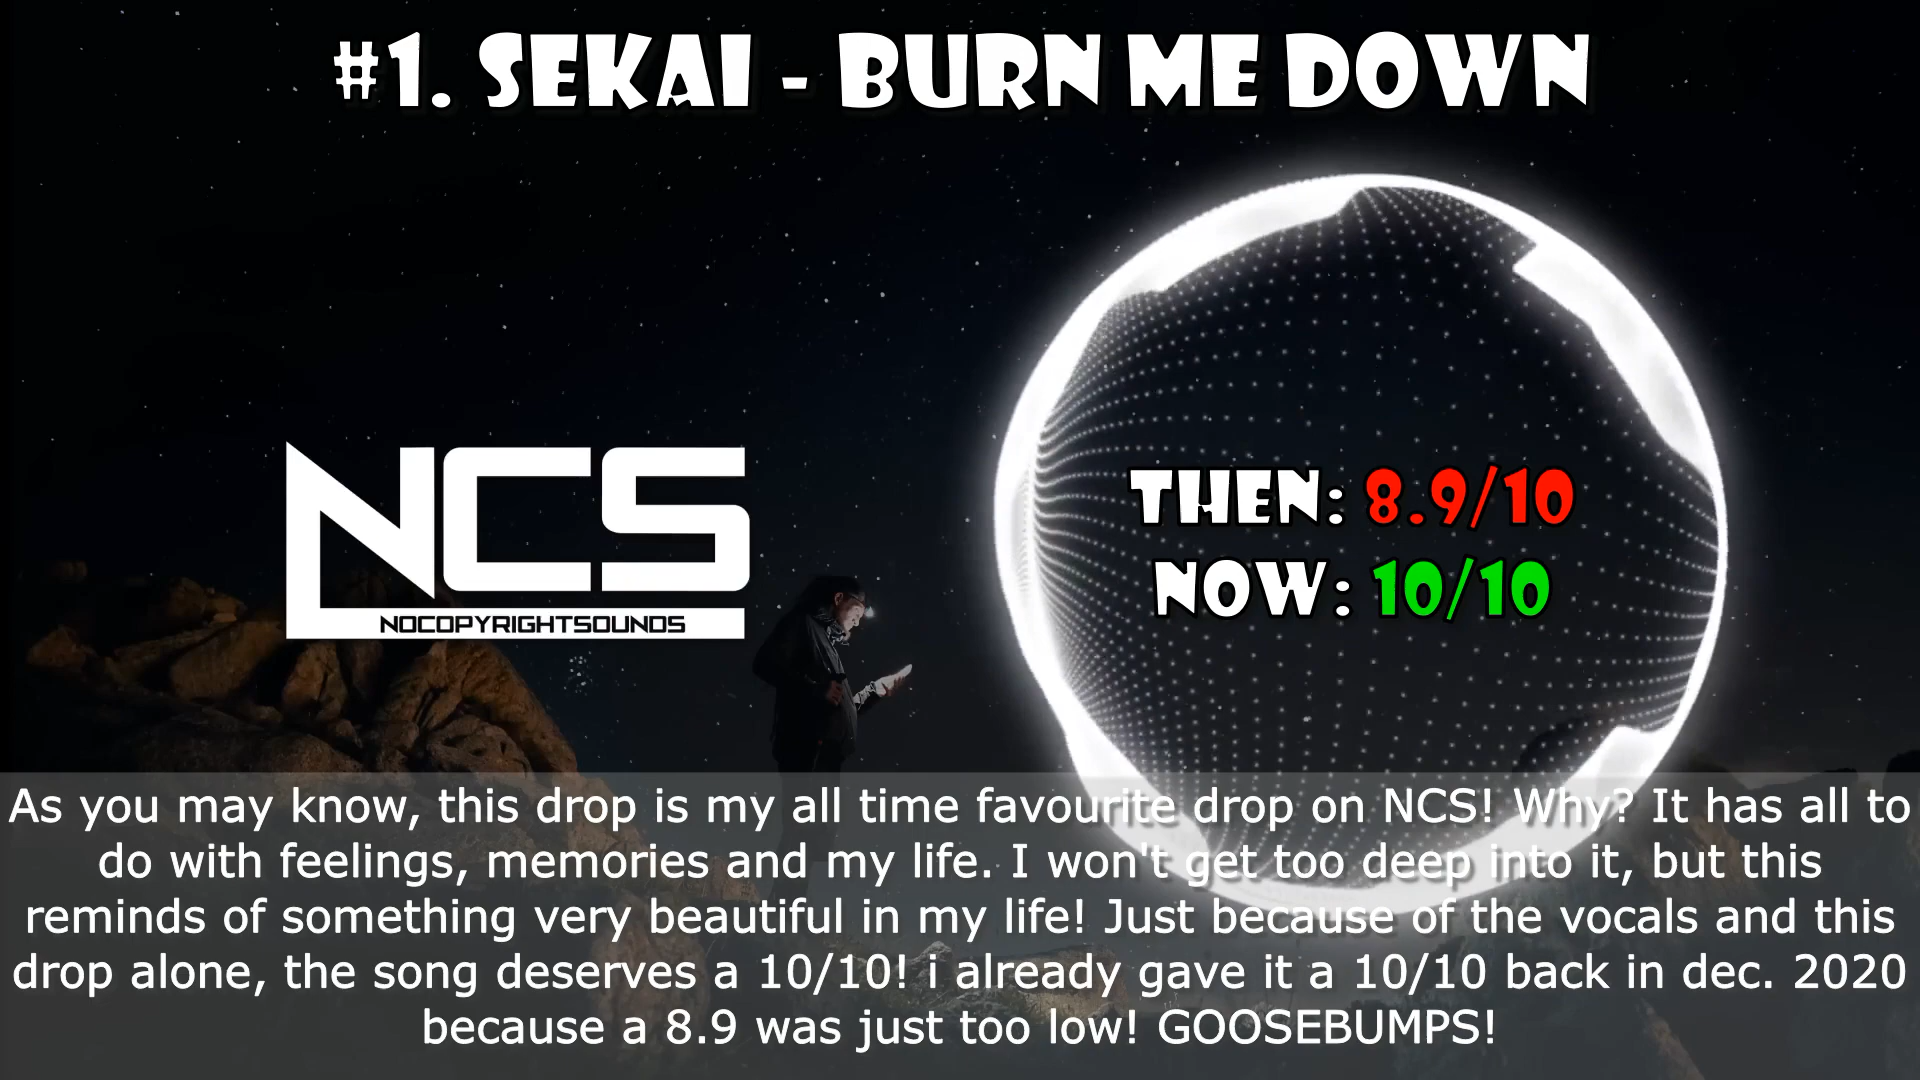 #1. SEKAI - BURN ME DOWN
NCS
NOCOPYRIGHTSOUNDS
THEN: 8.9/10
NOW: 10/10
As you may know, this drop is my all time favourite drop on NCS! Why? It has all to
do with feelings, memories and my life. I won't get too deep into it, but this
reminds of something very beautiful in my life! Just because of the vocals and this
drop alone, the song deserves a 10/10! i already gave it a 10/10 back in dec. 2020
because a 8.9 was just too low! GOOSEBUMPS!